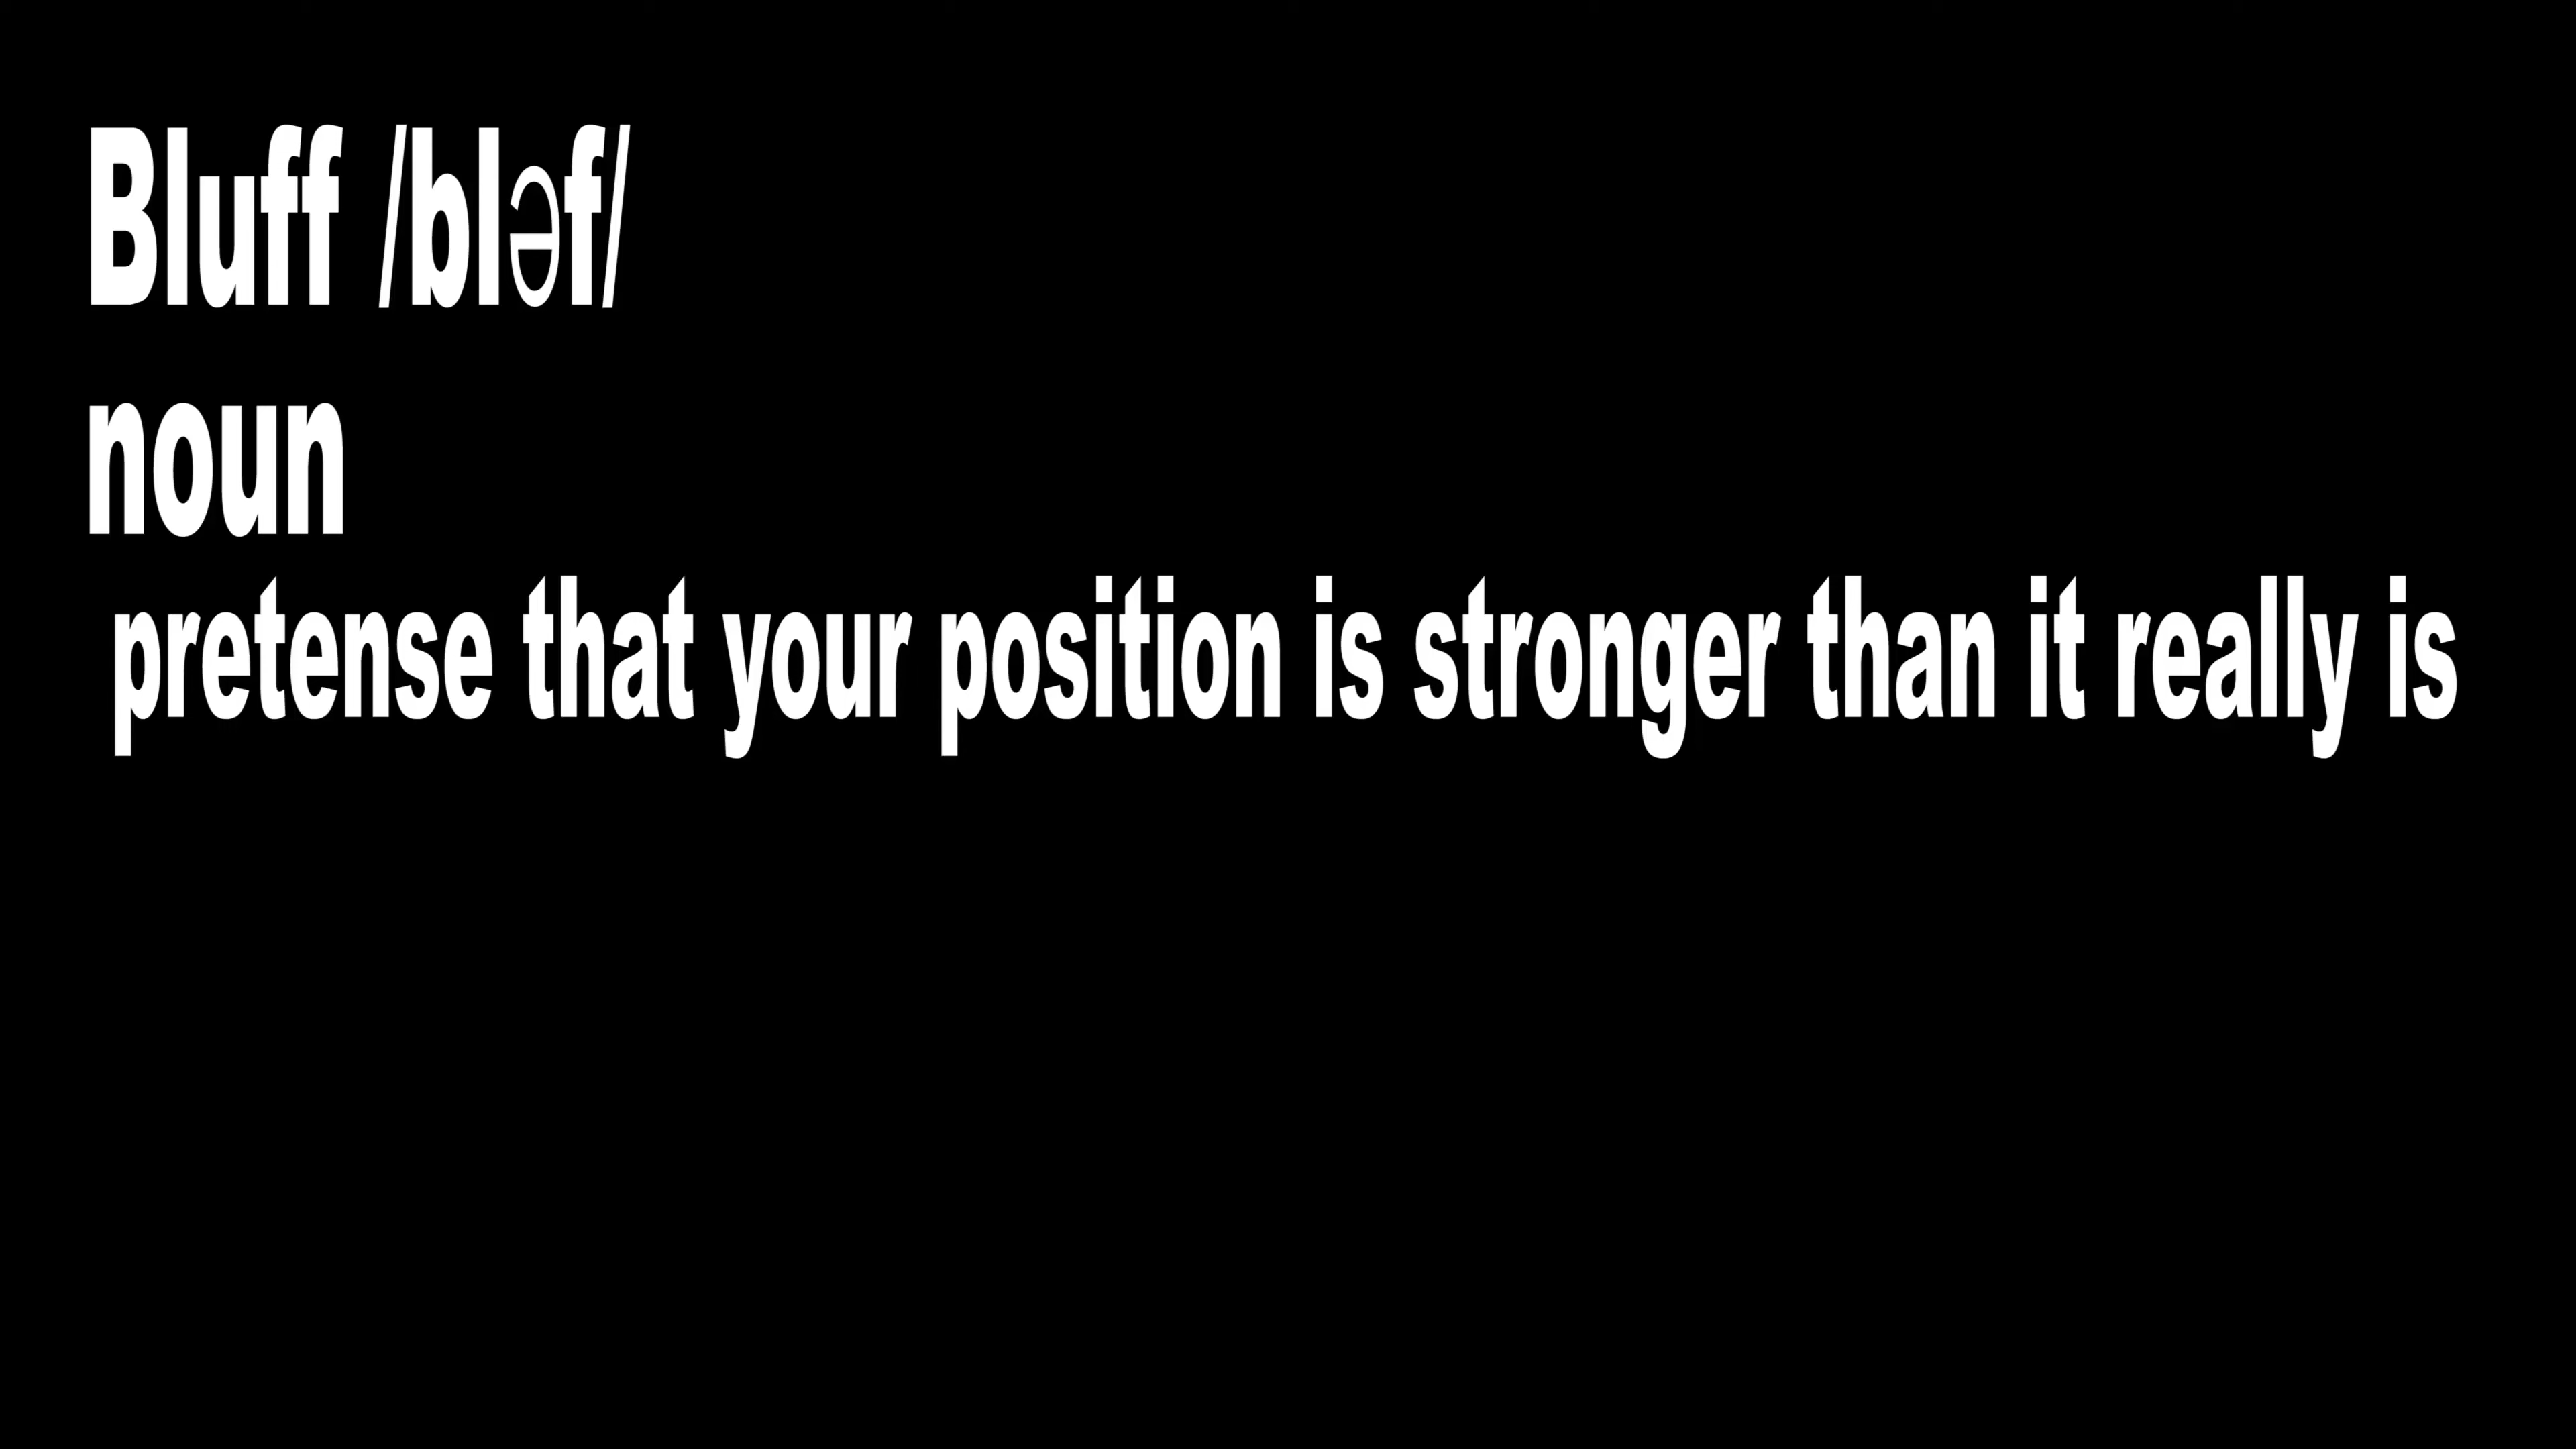 Bluff /bləf/
noun
pretense that your position is stronger than it really is